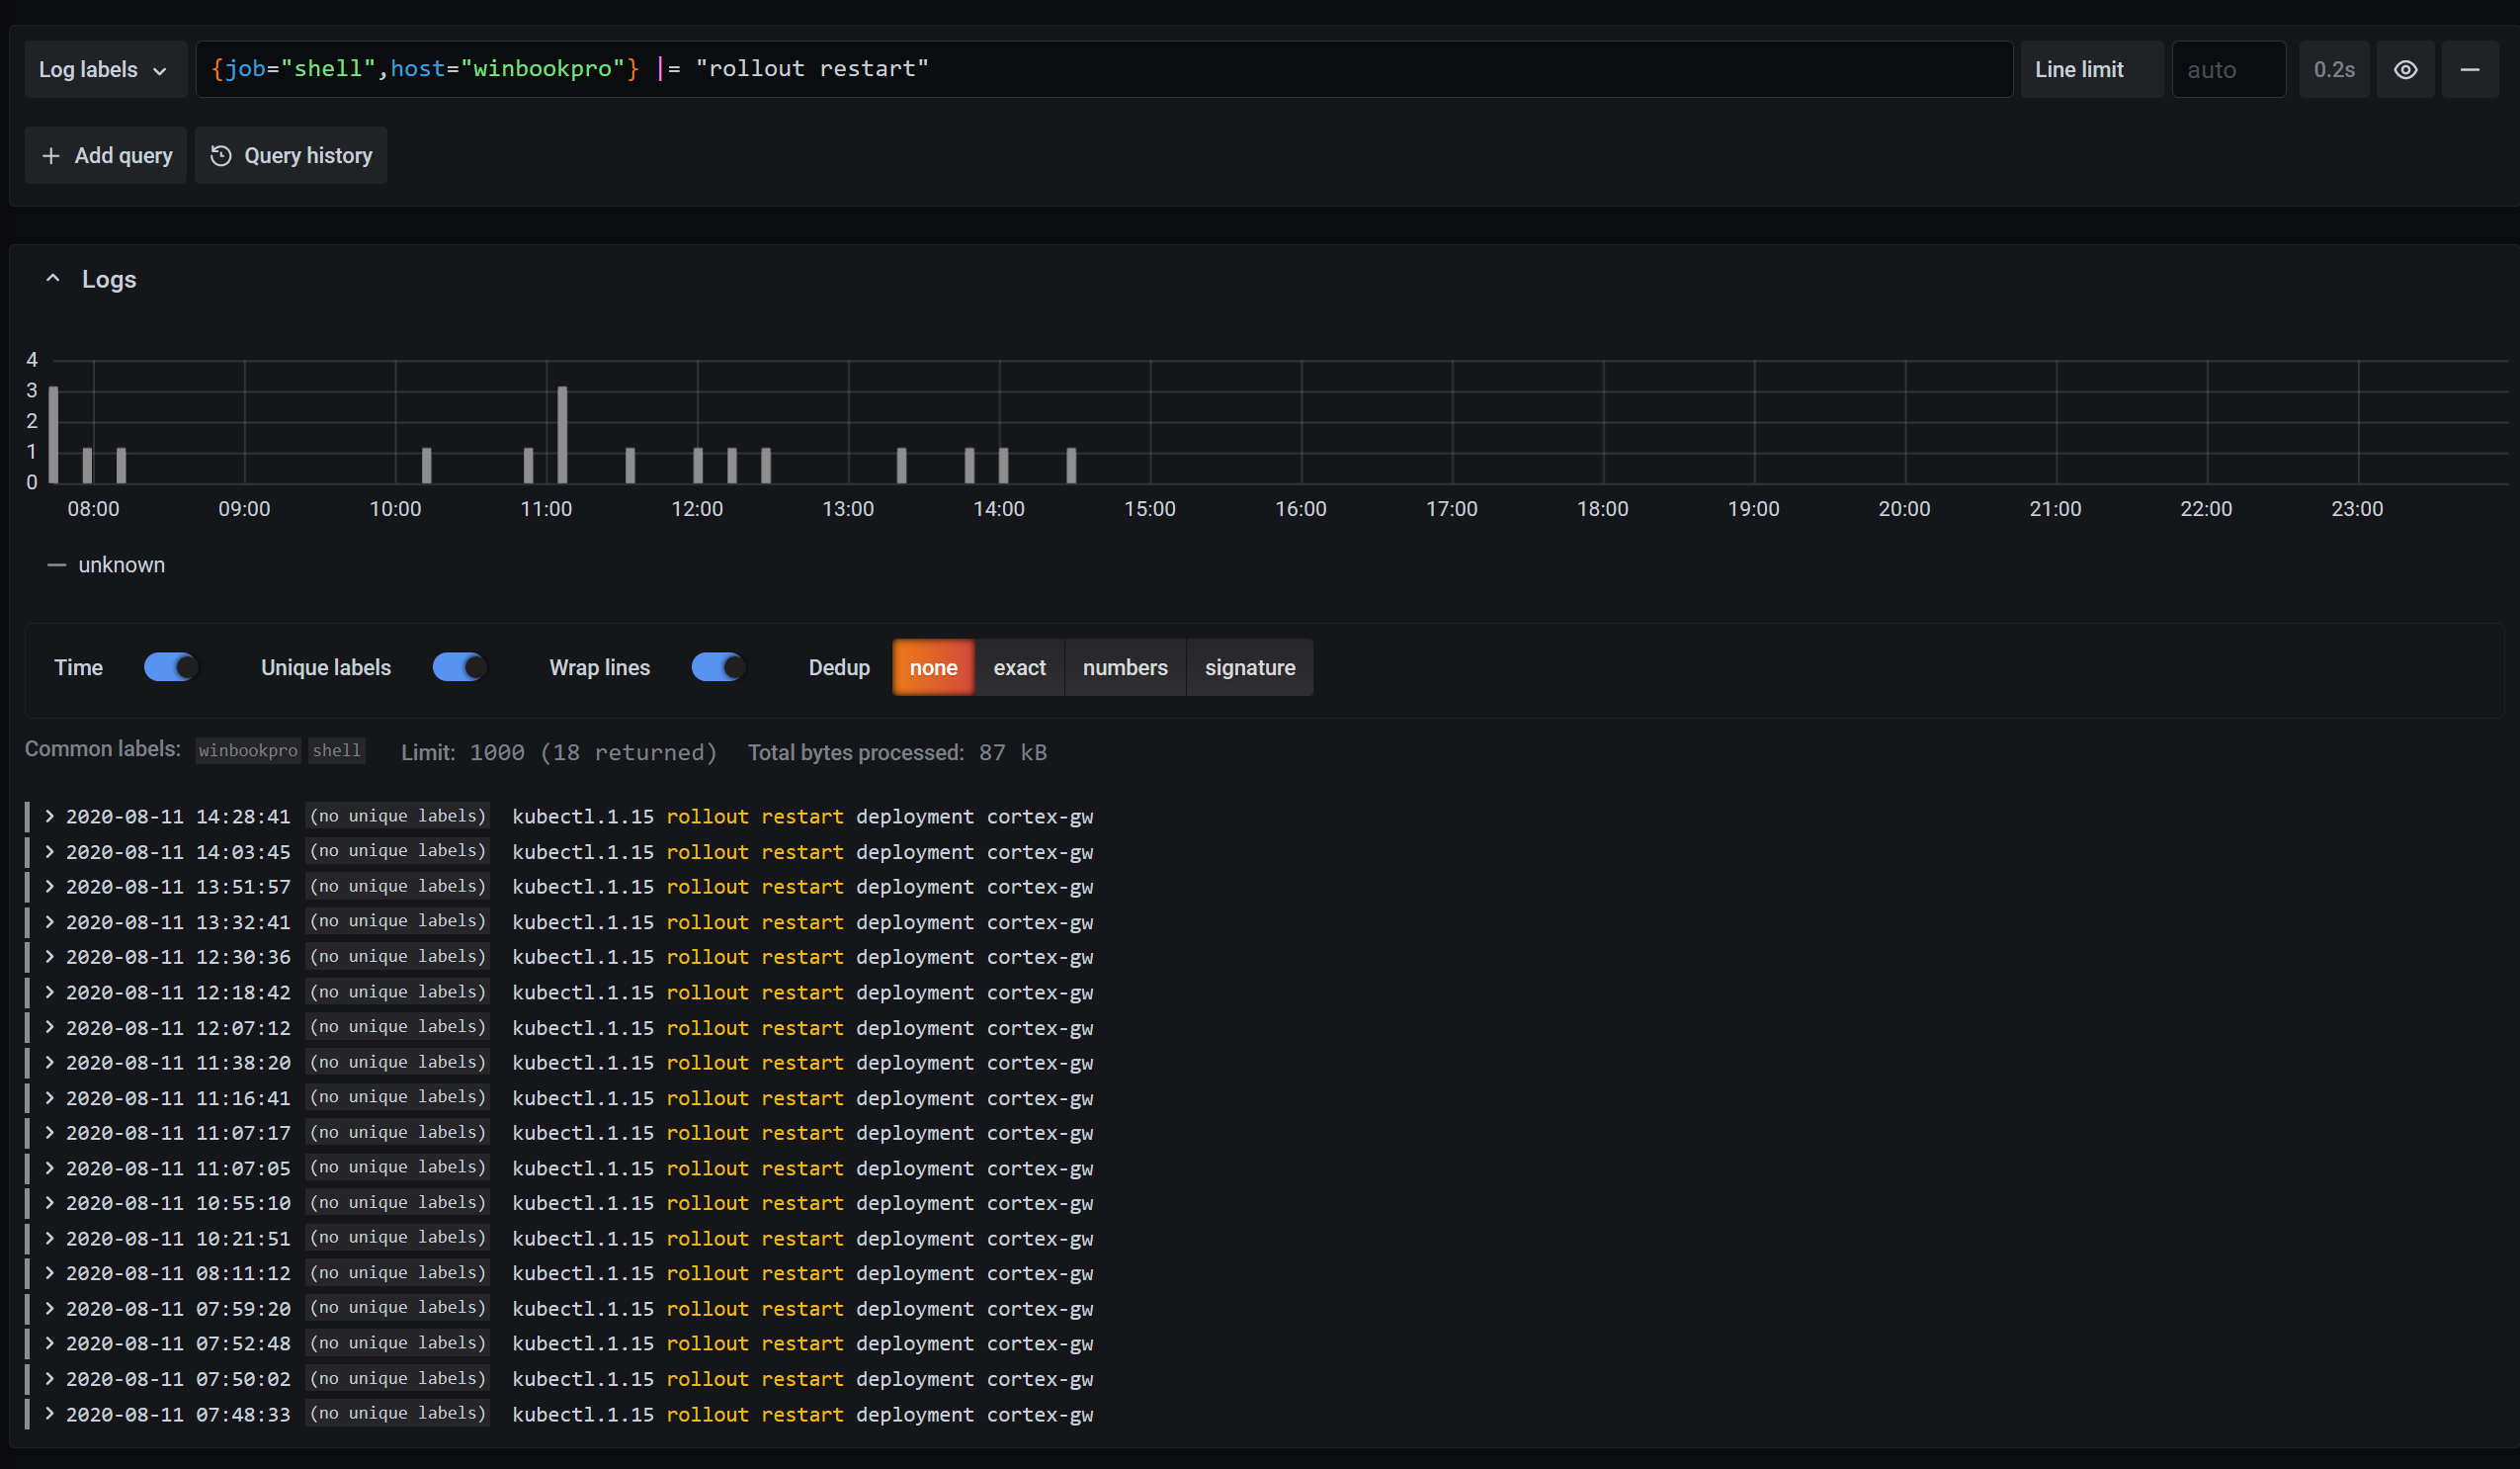 Log labels {job="shell",host="winbookpro"} |= "rollout restart" Line limit auto 0.2s
Add query Query history
Logs
4
3
2
1
0
08:00 09:00 10:00 11:00 12:00 13:00 14:00 15:00 16:00 17:00 18:00 19:00 20:00 21:00 22:00 23:00
unknown
Time Unique labels Wrap lines Dedup none exact numbers signature
Common labels: winbookpro shell Limit: 1000 (18 returned) Total bytes processed: 87 kB
2020-08-11 14:28:41 (no unique labels) kubectl.1.15 rollout restart deployment cortex-gw
2020-08-11 14:03:45 (no unique labels) kubectl.1.15 rollout restart deployment cortex-gw
2020-08-11 13:51:57 (no unique labels) kubectl.1.15 rollout restart deployment cortex-gw
2020-08-11 13:32:41 (no unique labels) kubectl.1.15 rollout restart deployment cortex-gw
2020-08-11 12:30:36 (no unique labels) kubectl.1.15 rollout restart deployment cortex-gw
2020-08-11 12:18:42 (no unique labels) kubectl.1.15 rollout restart deployment cortex-gw
2020-08-11 12:07:12 (no unique labels) kubectl.1.15 rollout restart deployment cortex-gw
2020-08-11 11:38:20 (no unique labels) kubectl.1.15 rollout restart deployment cortex-gw
2020-08-11 11:16:41 (no unique labels) kubectl.1.15 rollout restart deployment cortex-gw
2020-08-11 11:07:17 (no unique labels) kubectl.1.15 rollout restart deployment cortex-gw
2020-08-11 11:07:05 (no unique labels) kubectl.1.15 rollout restart deployment cortex-gw
2020-08-11 10:55:10 (no unique labels) kubectl.1.15 rollout restart deployment cortex-gw
2020-08-11 10:21:51 (no unique labels) kubectl.1.15 rollout restart deployment cortex-gw
2020-08-11 08:11:12 (no unique labels) kubectl.1.15 rollout restart deployment cortex-gw
2020-08-11 07:59:20 (no unique labels) kubectl.1.15 rollout restart deployment cortex-gw
2020-08-11 07:52:48 (no unique labels) kubectl.1.15 rollout restart deployment cortex-gw
2020-08-11 07:50:02 (no unique labels) kubectl.1.15 rollout restart deployment cortex-gw
2020-08-11 07:48:33 (no unique labels) kubectl.1.15 rollout restart deployment cortex-gw